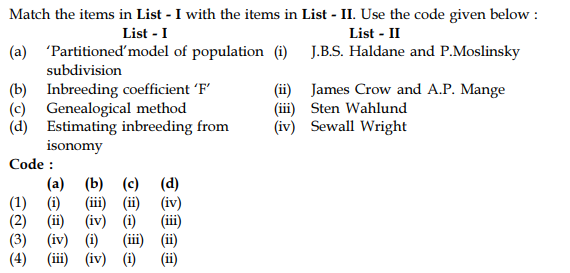 Match the items in List - I with the items in List - II. Use the code given below :
List - I List - II
(a) 'Partitioned'model of population (i) J.B.S. Haldane and P.Moslinsky
subdivision
(b) Inbreeding coefficient 'F' (ii) James Crow and A.P. Mange
(c) Genealogical method (iii) Sten Wahlund
(d) Estimating inbreeding from (iv) Sewall Wright
isonomy
Code :
(a) (b) (c) (d)
(1) (i) (iii) (ii) (iv)
(2) (ii) (iv) (i) (iii)
(3) (iv) (i) (iii) (ii)
(4) (iii) (iv) (i) (ii)